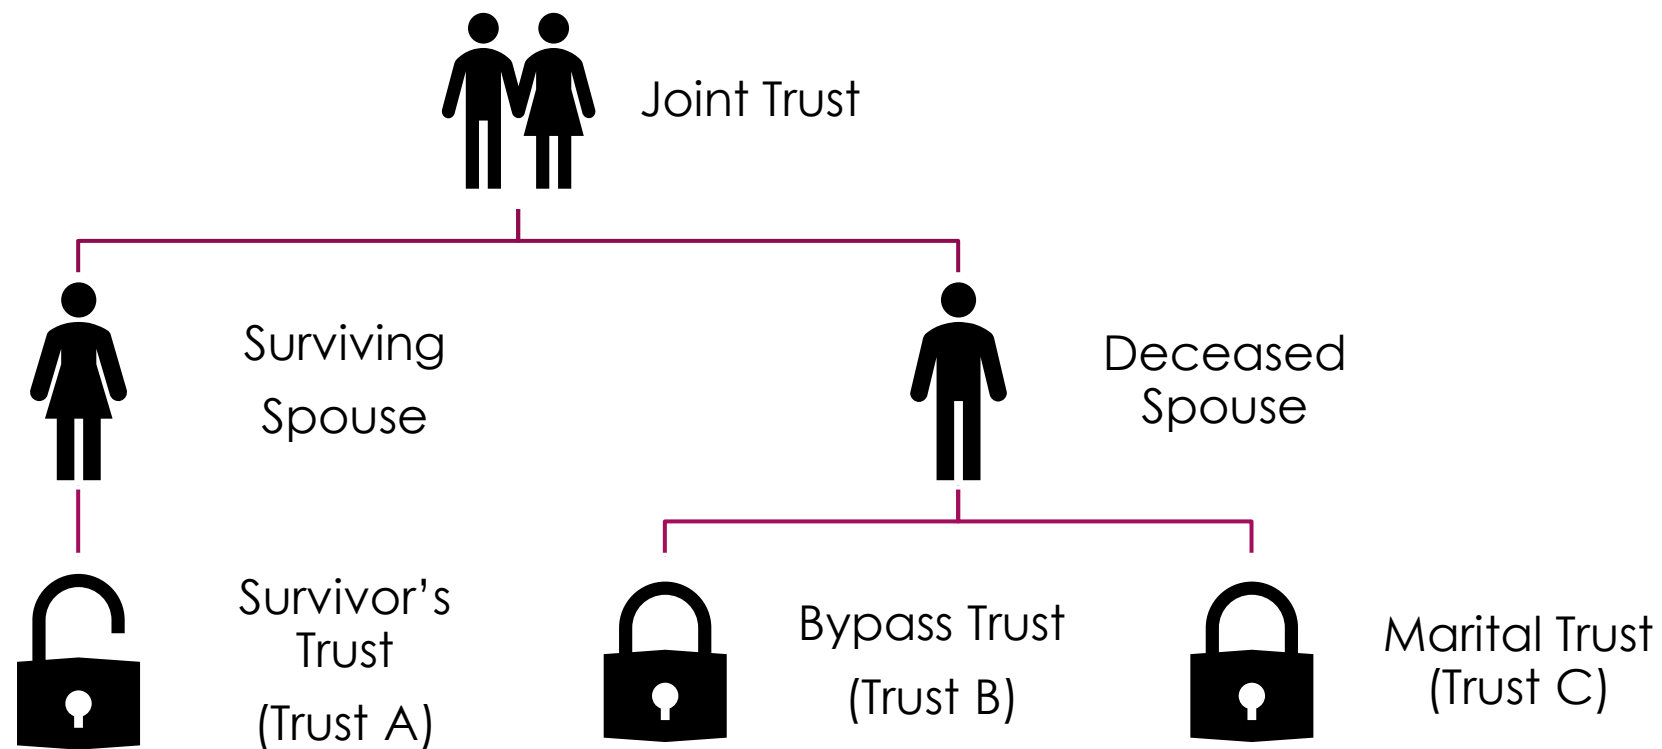 Joint Trust
Surviving
Spouse
Deceased
Spouse
Survivor’s
Trust
(Trust A)
Bypass Trust
(Trust B)
Marital Trust
(Trust C)